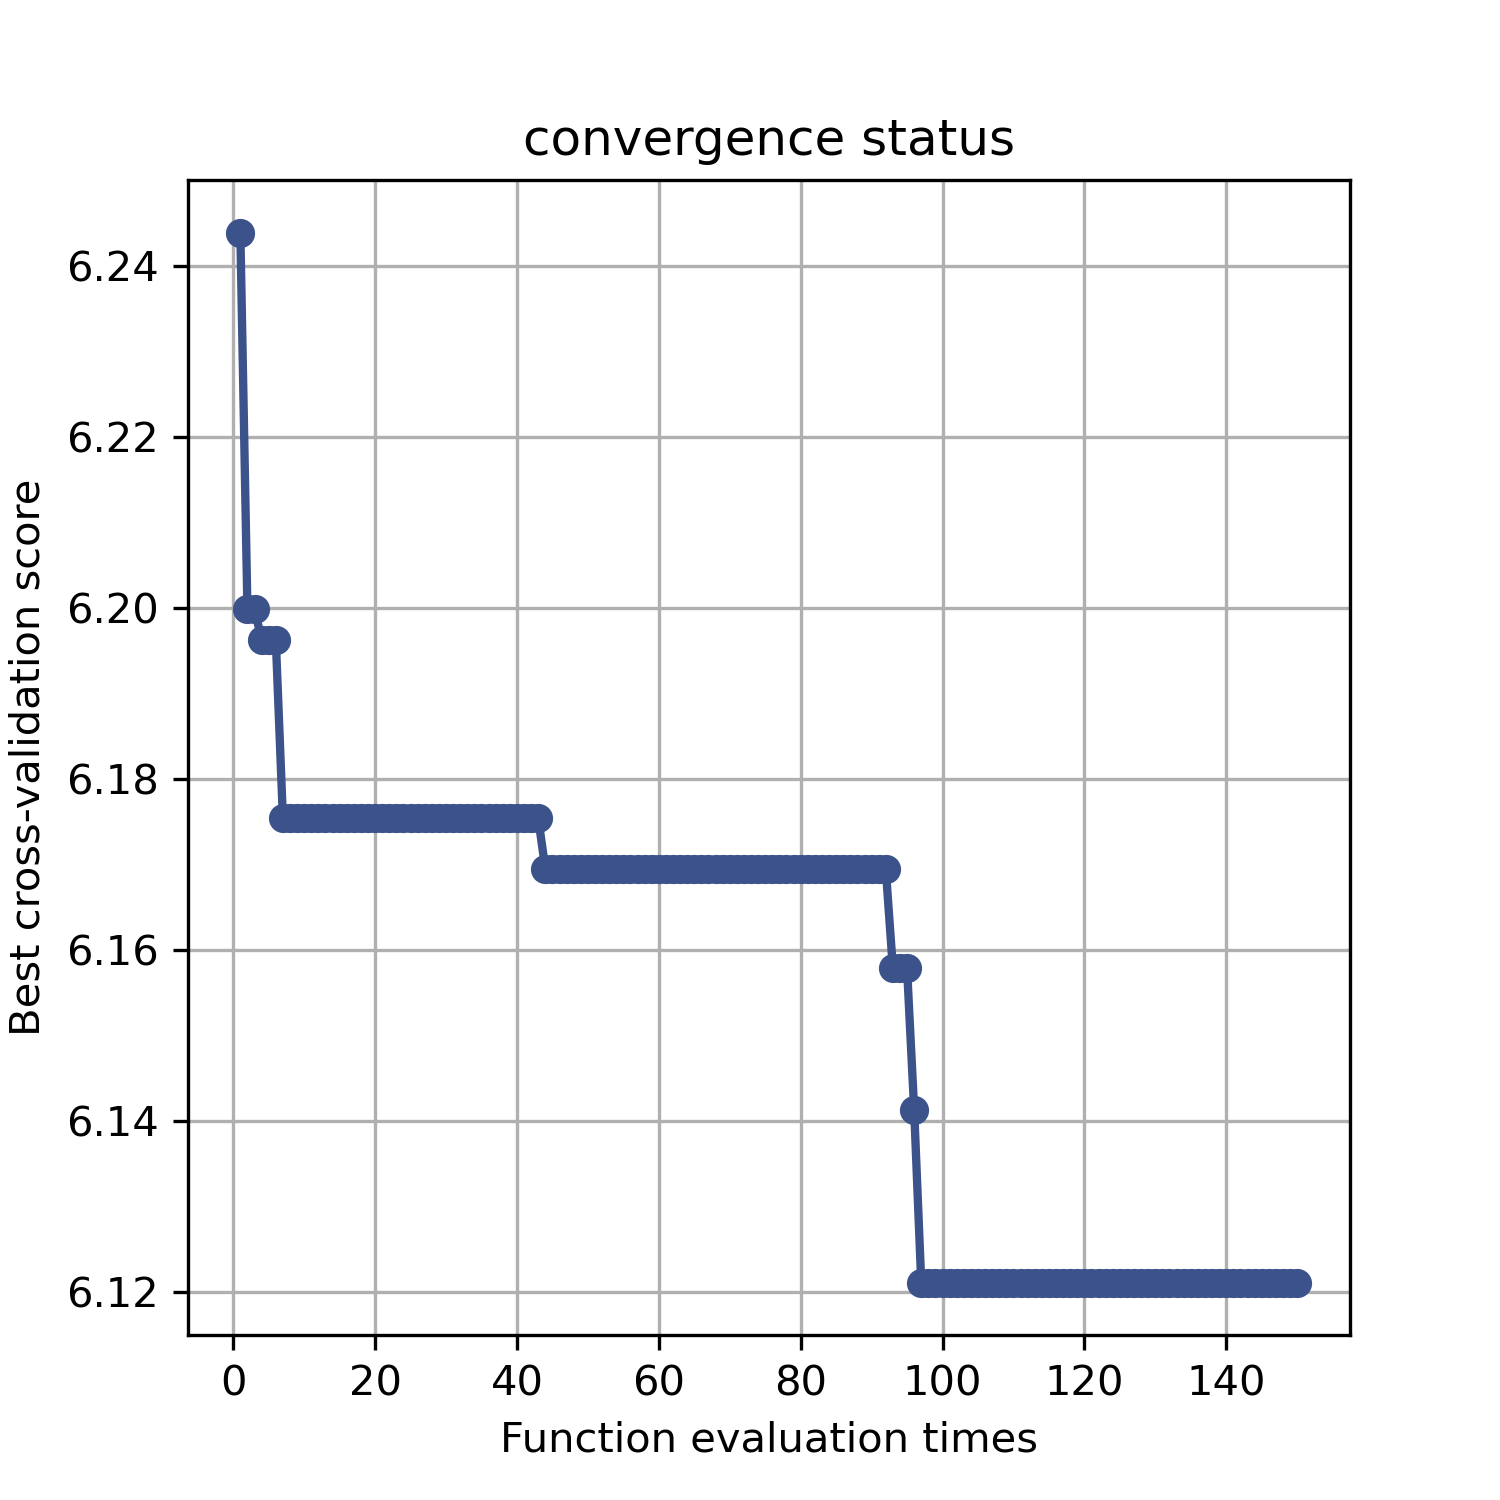 convergence status
6.24
6.22
6.20
6.18
6.16
6.14
6.12
Best cross-validation score
0 20 40 60 80 100 120 140
Function evaluation times